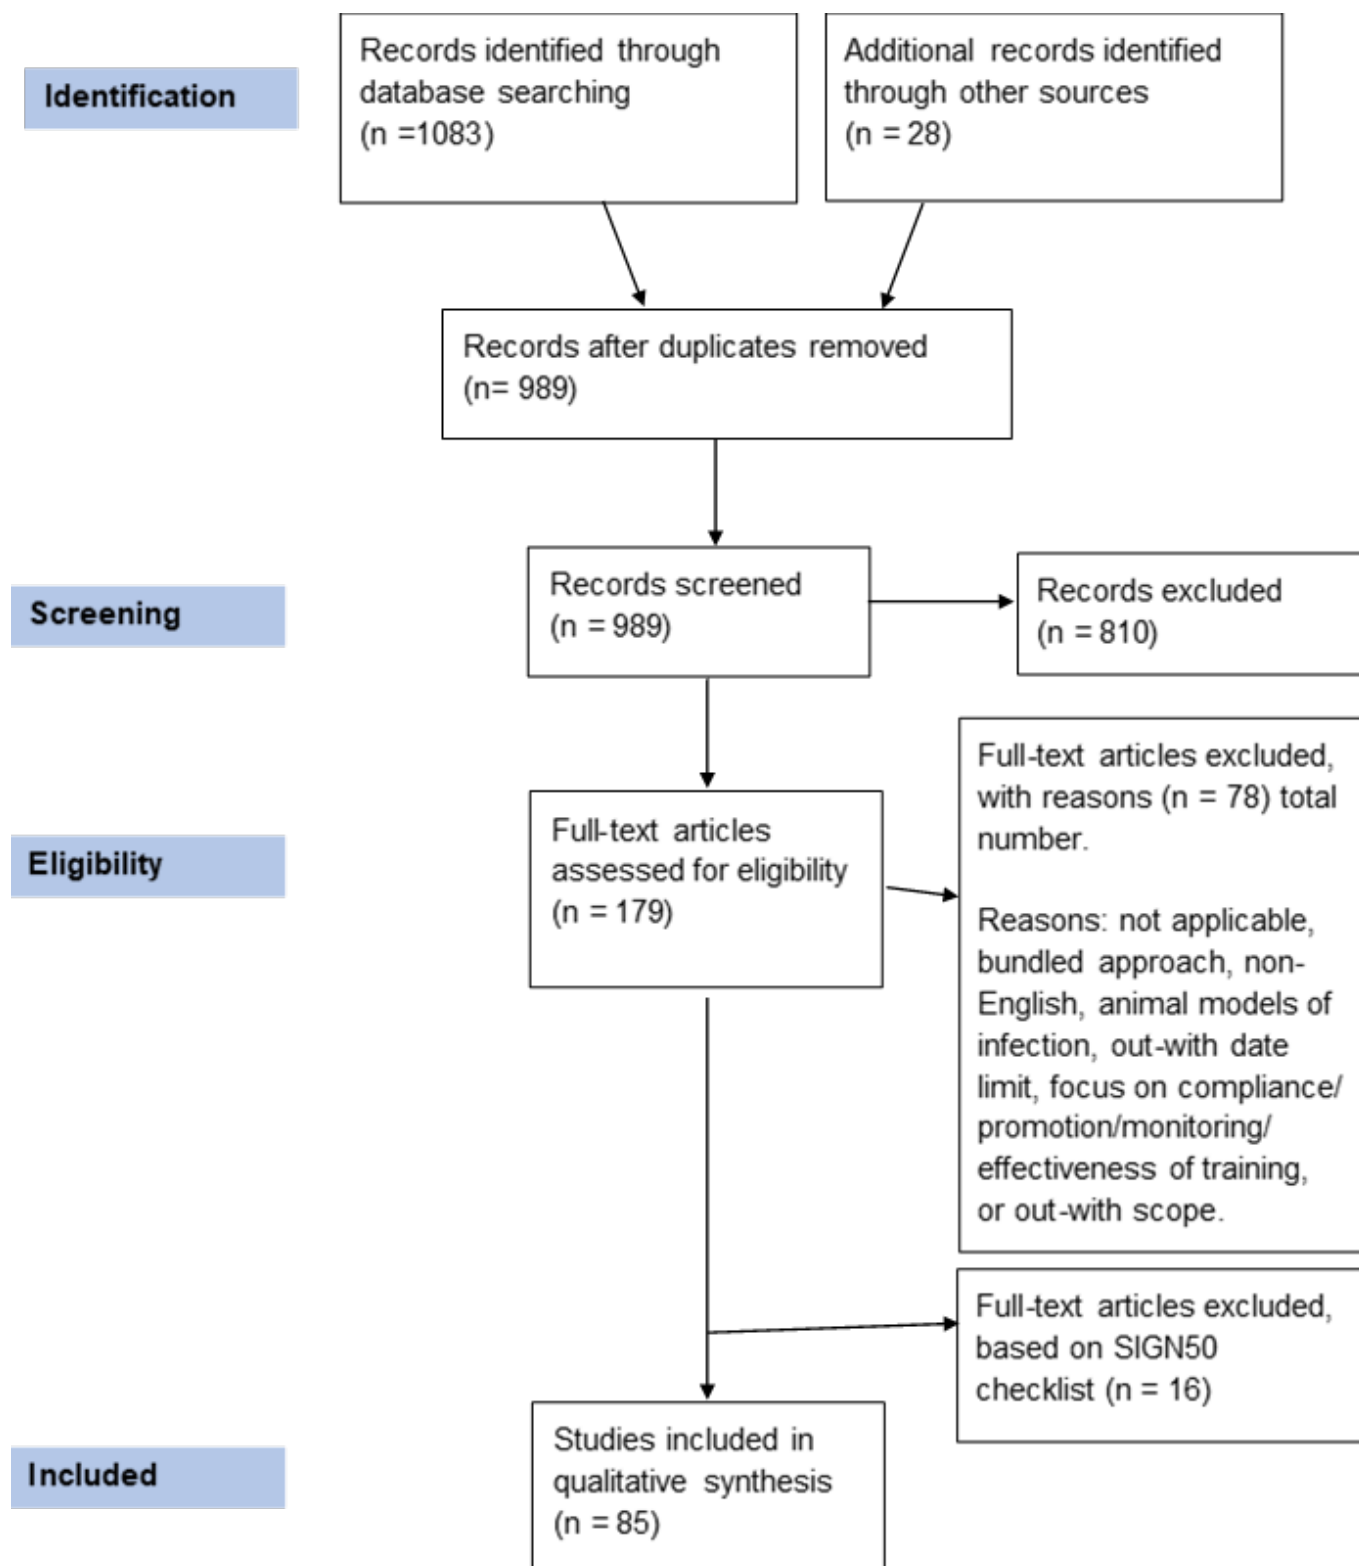 Identification
Records identified through
database searching
(n =1083)
Additional records identified
through other sources
(n = 28)
Records after duplicates removed
(n= 989)
Screening
Records screened
(n = 989)
Records excluded
(n = 810)
Eligibility
Full-text articles
assessed for eligibility
(n = 179)
Full-text articles excluded,
with reasons (n = 78) total
number.
Reasons: not applicable,
bundled approach, non-
English, animal models of
infection, out-with date
limit, focus on compliance/
promotion/monitoring/
effectiveness of training,
or out-with scope.
Full-text articles excluded,
based on SIGN50
checklist (n = 16)
Included
Studies included in
qualitative synthesis
(n = 85)